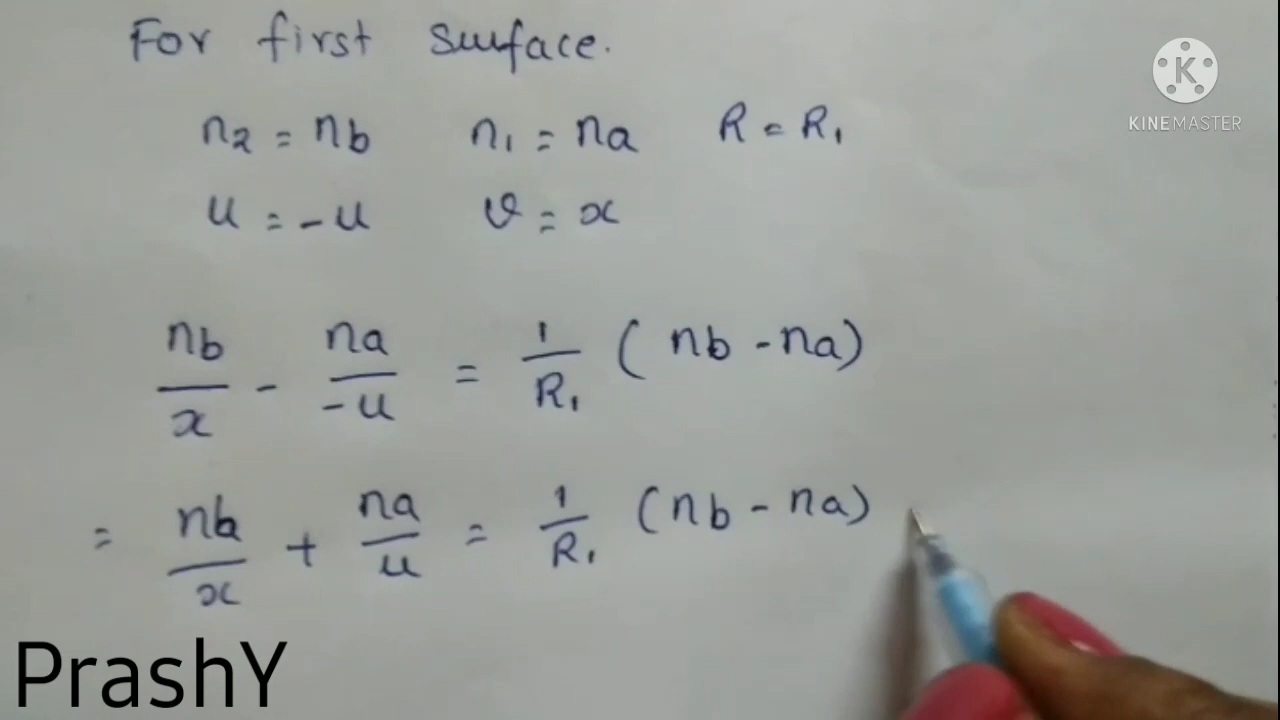 For first surface.
KINEMASTER
n₂ = nb n₁ = na R = R₁
u = -u v = x
nb/x - na/-u = 1/R₁ (nb - na)
= nb/x + na/u = 1/R₁ (nb - na)
PrashY